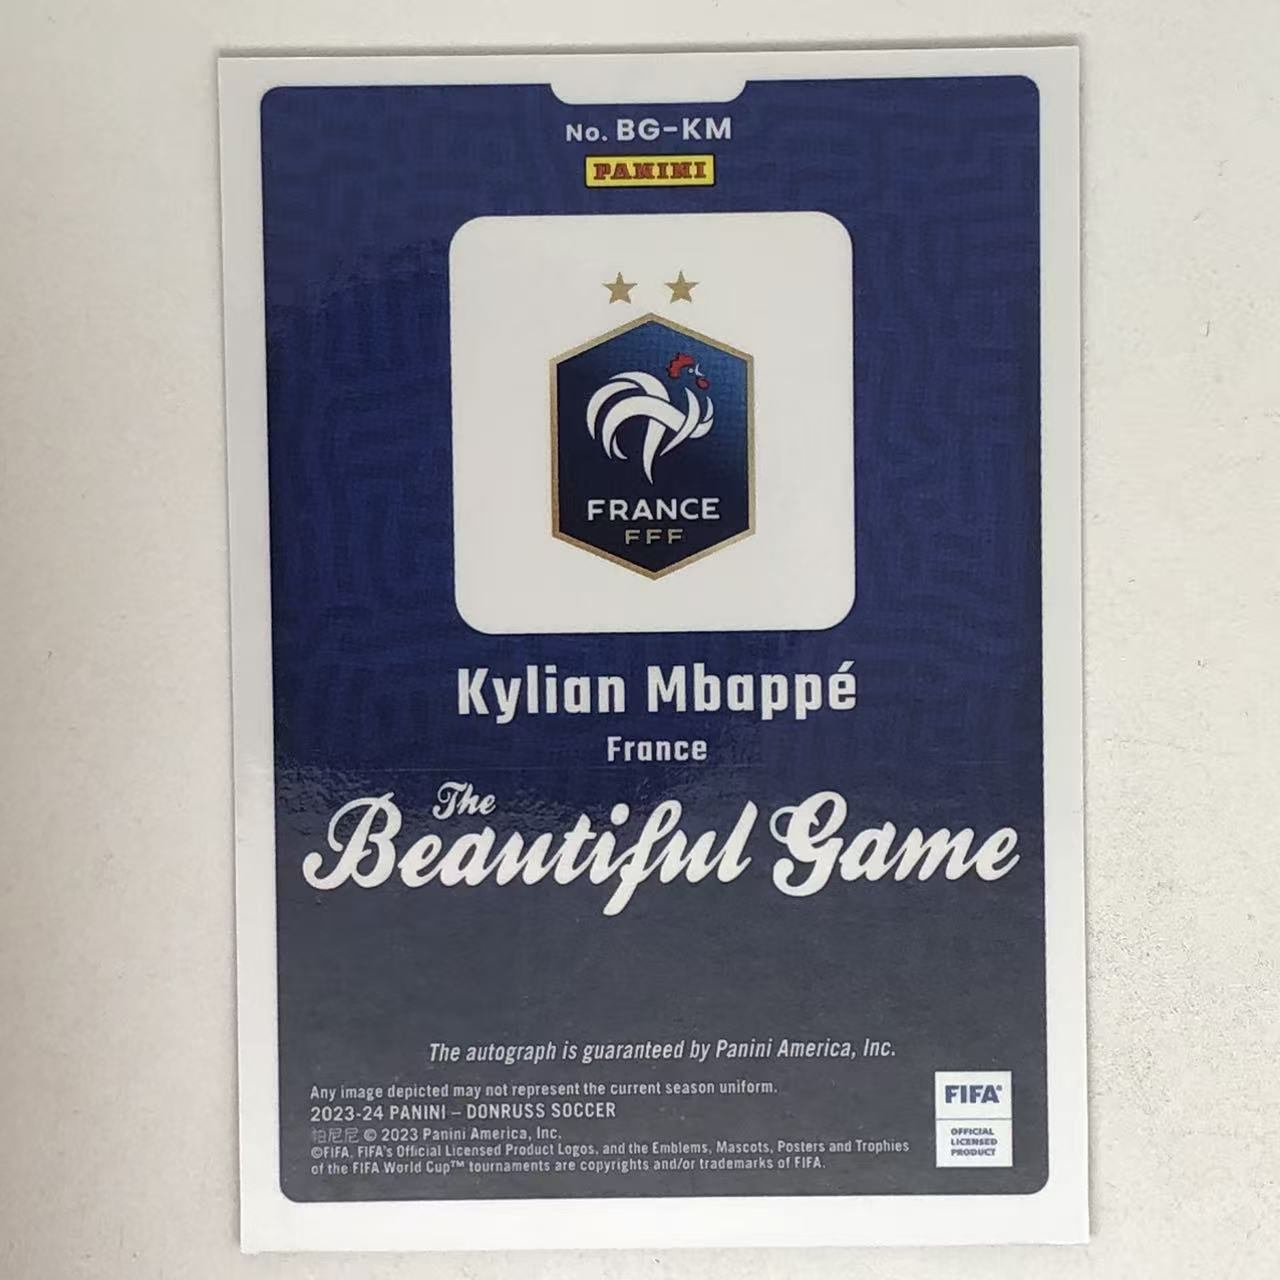 No. BG-KM
PANINI
FRANCE
FFF
Kylian Mbappé
France
The
Beautiful Game
The autograph is guaranteed by Panini America, Inc.
Any image depicted may not represent the current season uniform.
2023-24 PANINI – DONRUSS SOCCER
帕尼尼 © 2023 Panini America, Inc.
©FIFA, FIFA's Official Licensed Product Logos, and the Emblems, Mascots, Posters and Trophies
of the FIFA World Cup™ tournaments are copyrights and/or trademarks of FIFA.
FIFA®
OFFICIAL
LICENSED
PRODUCT